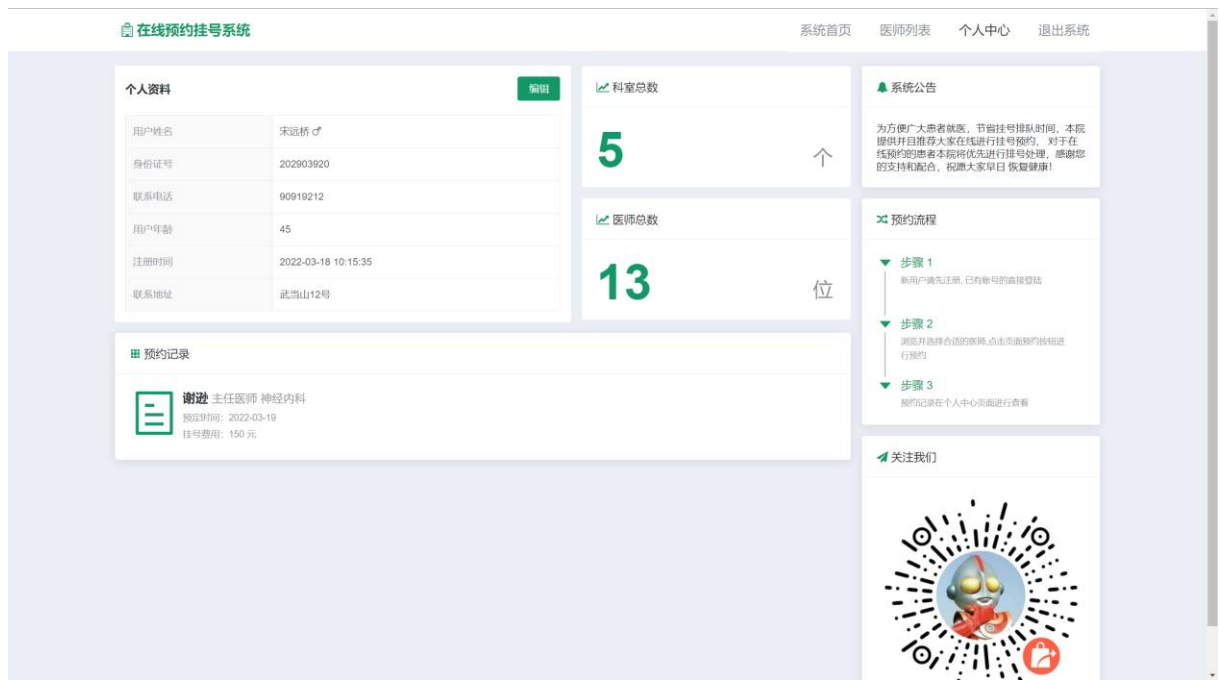 在线预约挂号系统
系统首页 医师列表 个人中心 退出系统
个人资料 编辑
用户姓名 宋远桥♂
身份证号 202903920
联系电话 90919212
用户年龄 45
注册时间 2022-03-18 10:15:35
联系地址 武当山12号
科室总数
5 个
医师总数
13 位
预约记录
谢逊 主任医师 神经内科
预定时间: 2022-03-19
挂号费用: 150 元
系统公告
为方便广大患者就医，节省挂号排队时间，本院
提供并且推荐大家在线进行挂号预约， 对于在
线预约的患者本院将优先进行排号处理，感谢您
的支持和配合，祝愿大家早日 恢复健康!
预约流程
步骤 1
新用户请先注册, 已有账号的直接登陆
步骤 2
浏览并选择合适的医师,点击页面预约按钮进
行预约
步骤 3
预约记录在个人中心页面进行查看
关注我们